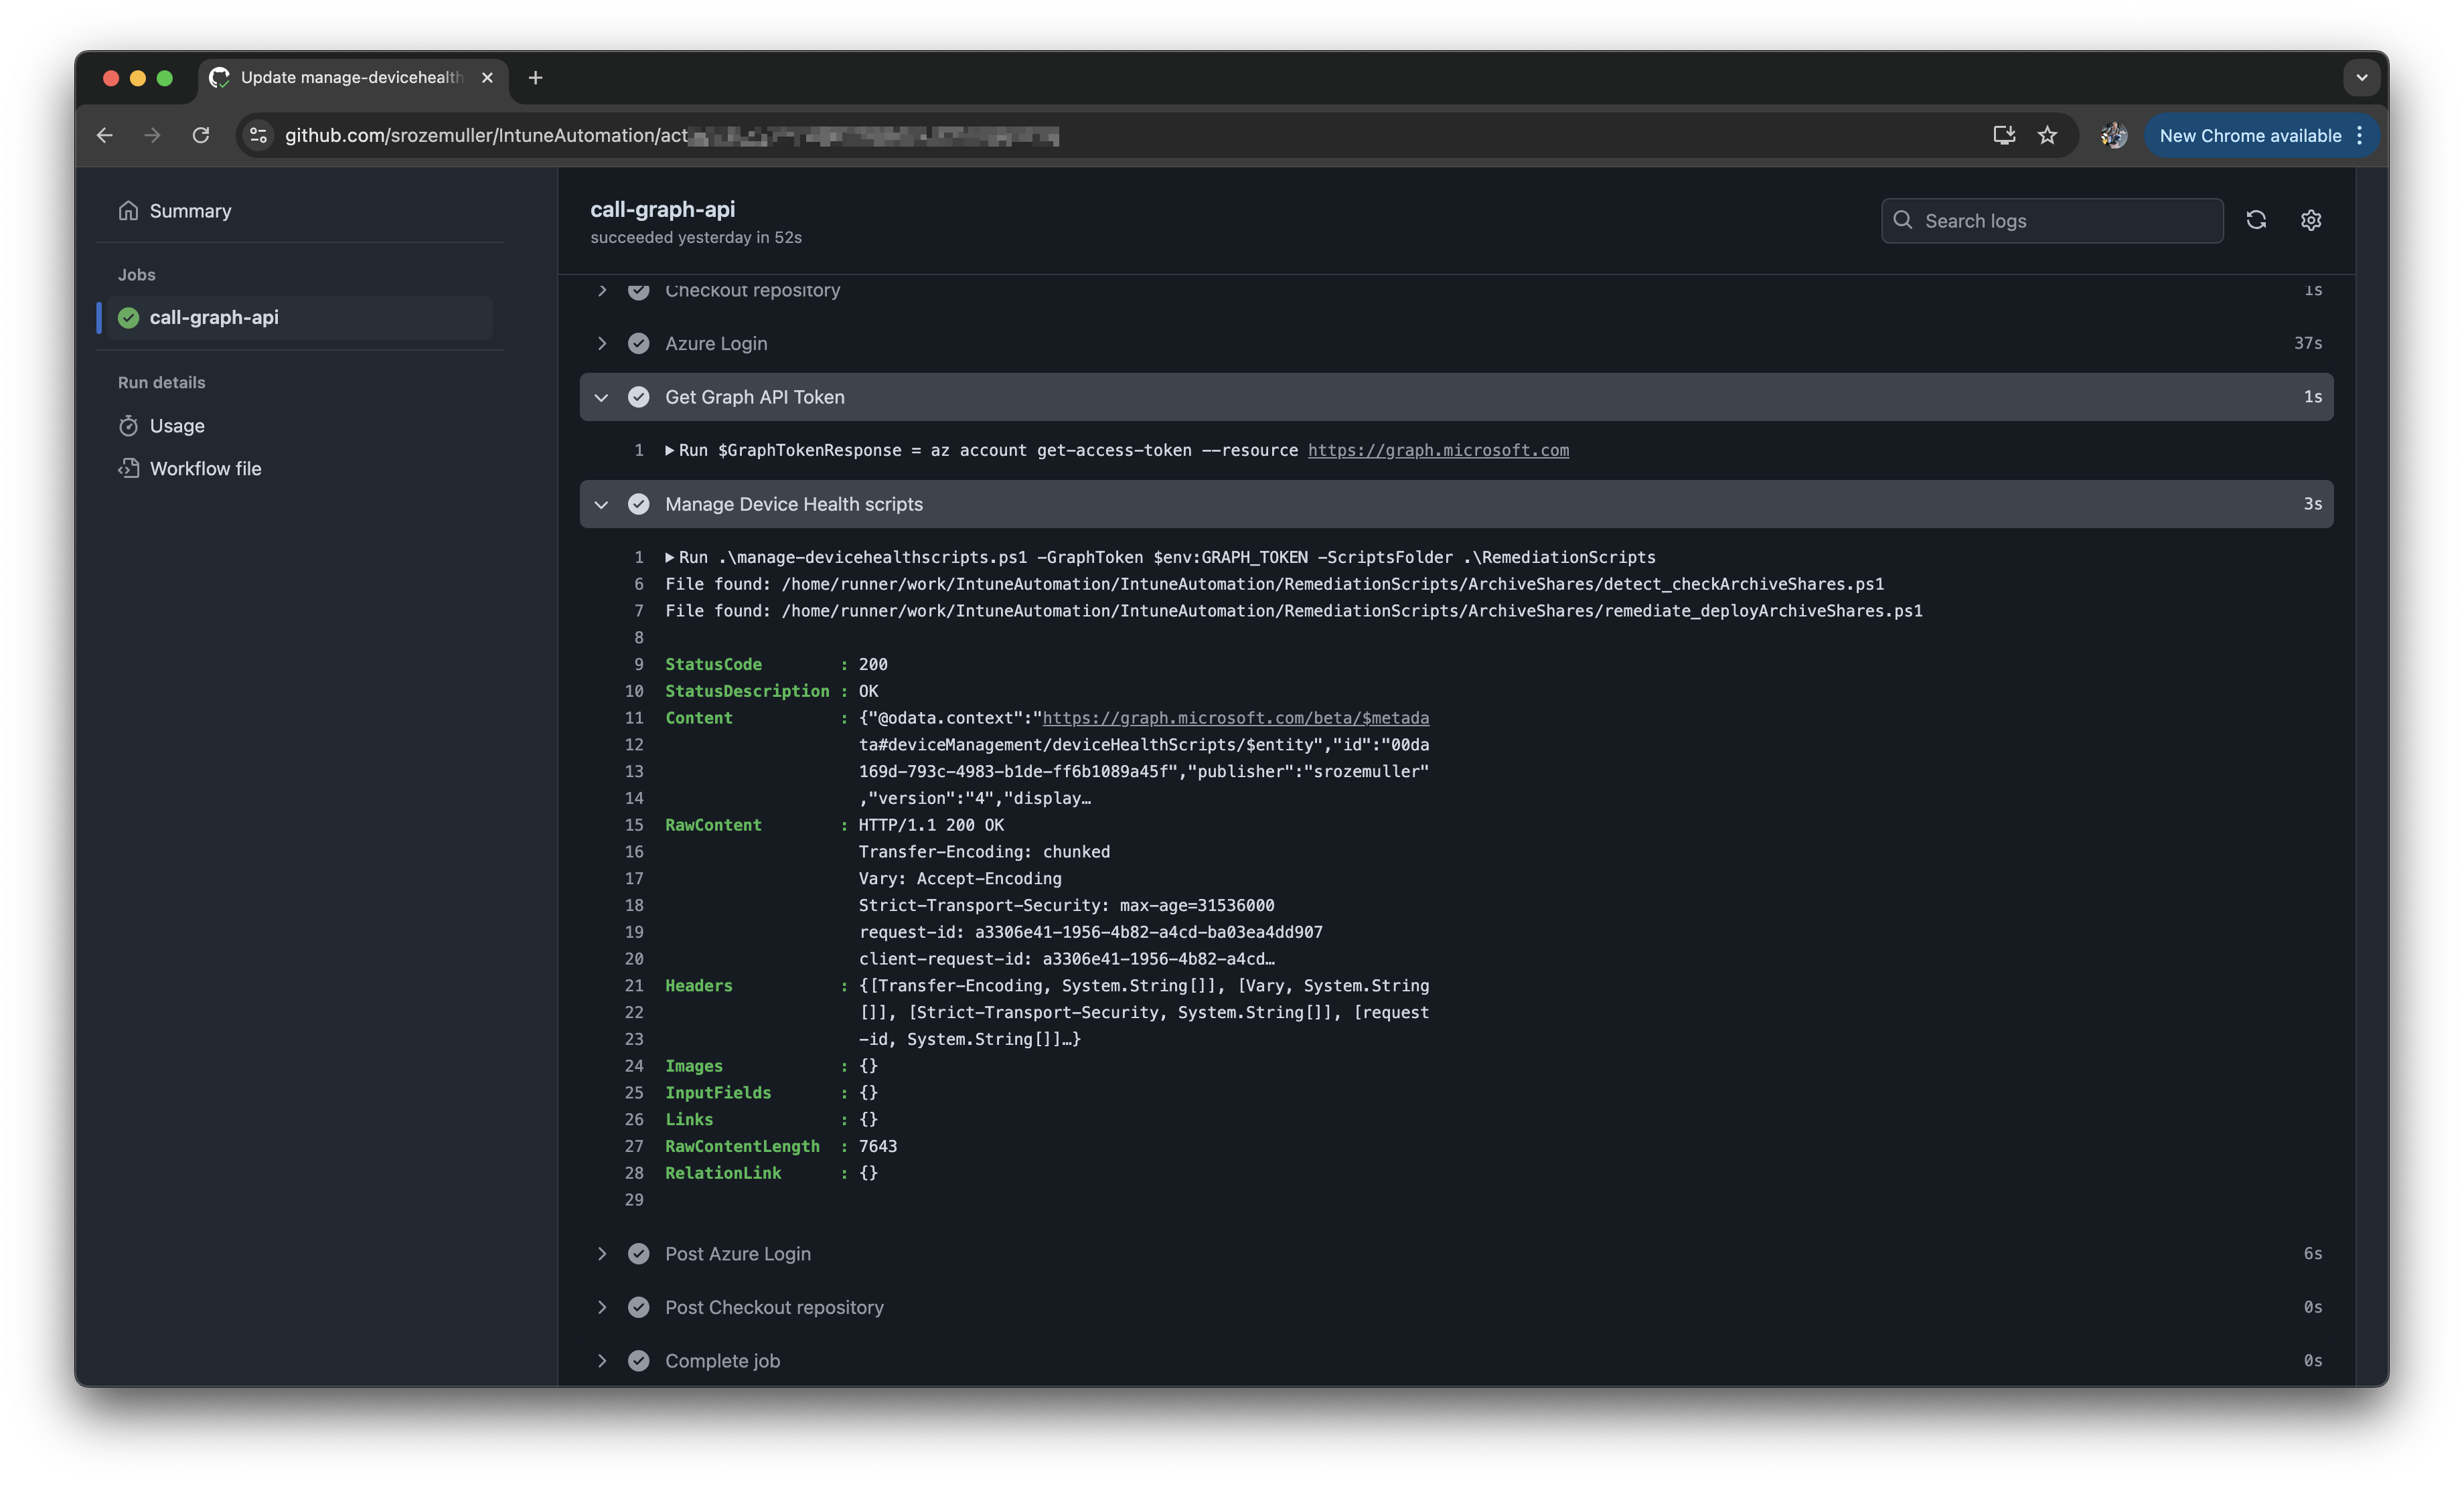 Update manage-devicehealth
github.com/srozemuller/IntuneAutomation/act
New Chrome available
Summary
Jobs
call-graph-api
Run details
Usage
Workflow file
call-graph-api
succeeded yesterday in 52s
Search logs
Checkout repository 1s
Azure Login 37s
Get Graph API Token 1s
1 Run $GraphTokenResponse = az account get-access-token --resource https://graph.microsoft.com
Manage Device Health scripts 3s
1 Run .\manage-devicehealthscripts.ps1 -GraphToken $env:GRAPH_TOKEN -ScriptsFolder .\RemediationScripts
6 File found: /home/runner/work/IntuneAutomation/IntuneAutomation/RemediationScripts/ArchiveShares/detect_checkArchiveShares.ps1
7 File found: /home/runner/work/IntuneAutomation/IntuneAutomation/RemediationScripts/ArchiveShares/remediate_deployArchiveShares.ps1
8
9 StatusCode : 200
10 StatusDescription : OK
11 Content : {"@odata.context":"https://graph.microsoft.com/beta/$metada
12 ta#deviceManagement/deviceHealthScripts/$entity","id":"00da
13 169d-793c-4983-b1de-ff6b1089a45f","publisher":"srozemuller"
14 ,"version":"4","display…
15 RawContent : HTTP/1.1 200 OK
16 Transfer-Encoding: chunked
17 Vary: Accept-Encoding
18 Strict-Transport-Security: max-age=31536000
19 request-id: a3306e41-1956-4b82-a4cd-ba03ea4dd907
20 client-request-id: a3306e41-1956-4b82-a4cd…
21 Headers : {[Transfer-Encoding, System.String[]], [Vary, System.String
22 []], [Strict-Transport-Security, System.String[]], [request
23 -id, System.String[]]…}
24 Images : {}
25 InputFields : {}
26 Links : {}
27 RawContentLength : 7643
28 RelationLink : {}
29
Post Azure Login 6s
Post Checkout repository 0s
Complete job 0s